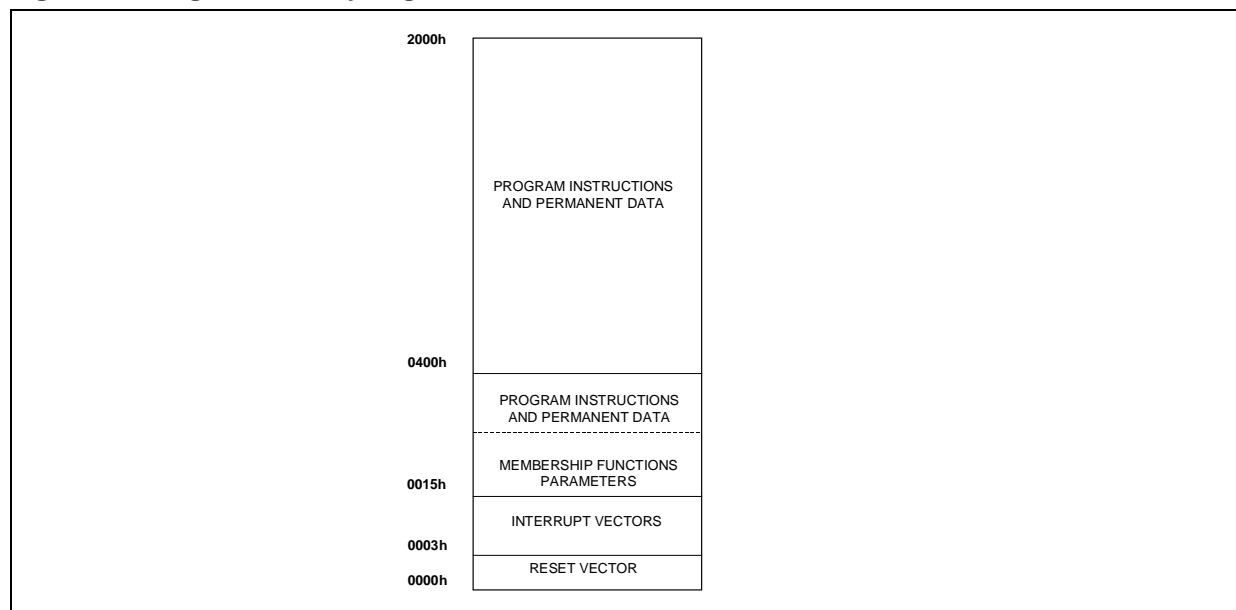 2000h
PROGRAM INSTRUCTIONS
AND PERMANENT DATA
0400h
PROGRAM INSTRUCTIONS
AND PERMANENT DATA
MEMBERSHIP FUNCTIONS
PARAMETERS
0015h
INTERRUPT VECTORS
0003h
RESET VECTOR
0000h